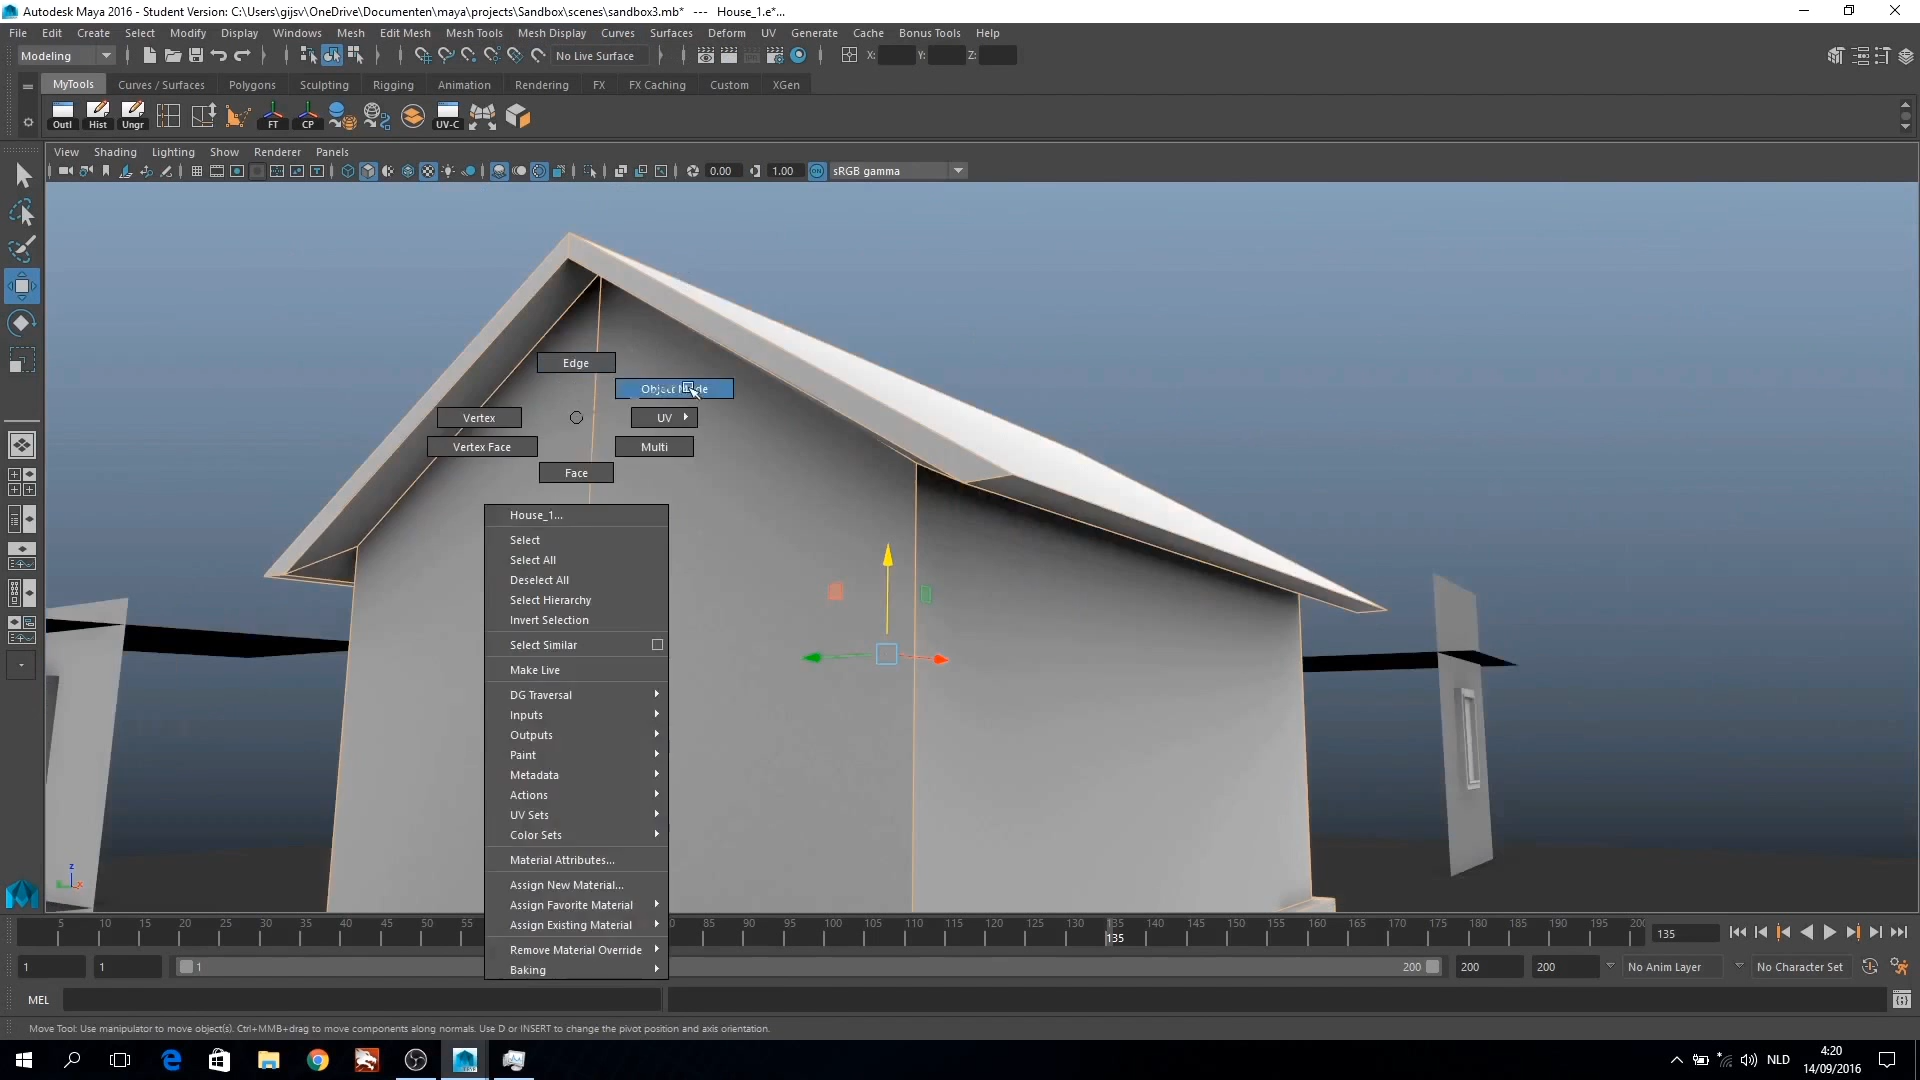 Autodesk Maya 2016 - Student Version: C:\Users\gijsv\OneDrive\Documenten\maya\projects\Sandbox\scenes\sandbox3.mb* --- House_1.e*...
File Edit Create Select Modify Display Windows Mesh Edit Mesh Mesh Tools Mesh Display Curves Surfaces Deform UV Generate Cache Bonus Tools Help
Modeling No Live Surface X: Y: Z:
MyTools Curves / Surfaces Polygons Sculpting Rigging Animation Rendering FX FX Caching Custom XGen
Outl Hist Ungr FT CP UV-C
View Shading Lighting Show Renderer Panels
0.00 1.00 ON sRGB gamma
Edge
Object Mode
Vertex UV
Vertex Face Multi
Face
House_1...
Select
Select All
Deselect All
Select Hierarchy
Invert Selection
Select Similar
Make Live
DG Traversal
Inputs
Outputs
Paint
Metadata
Actions
UV Sets
Color Sets
Material Attributes...
Assign New Material...
Assign Favorite Material
Assign Existing Material
Remove Material Override
Baking
z
x
5 10 15 20 25 30 35 40 45 50 55 80 85 90 95 100 105 110 115 120 125 130 135 140 145 150 155 160 165 170 175 180 185 190 195 200
135 135
1 1 1 200 200 200 No Anim Layer No Character Set
MEL
Move Tool: Use manipulator to move object(s). Ctrl+MMB+drag to move components along normals. Use D or INSERT to change the pivot position and axis orientation.
NLD 4:20
14/09/2016